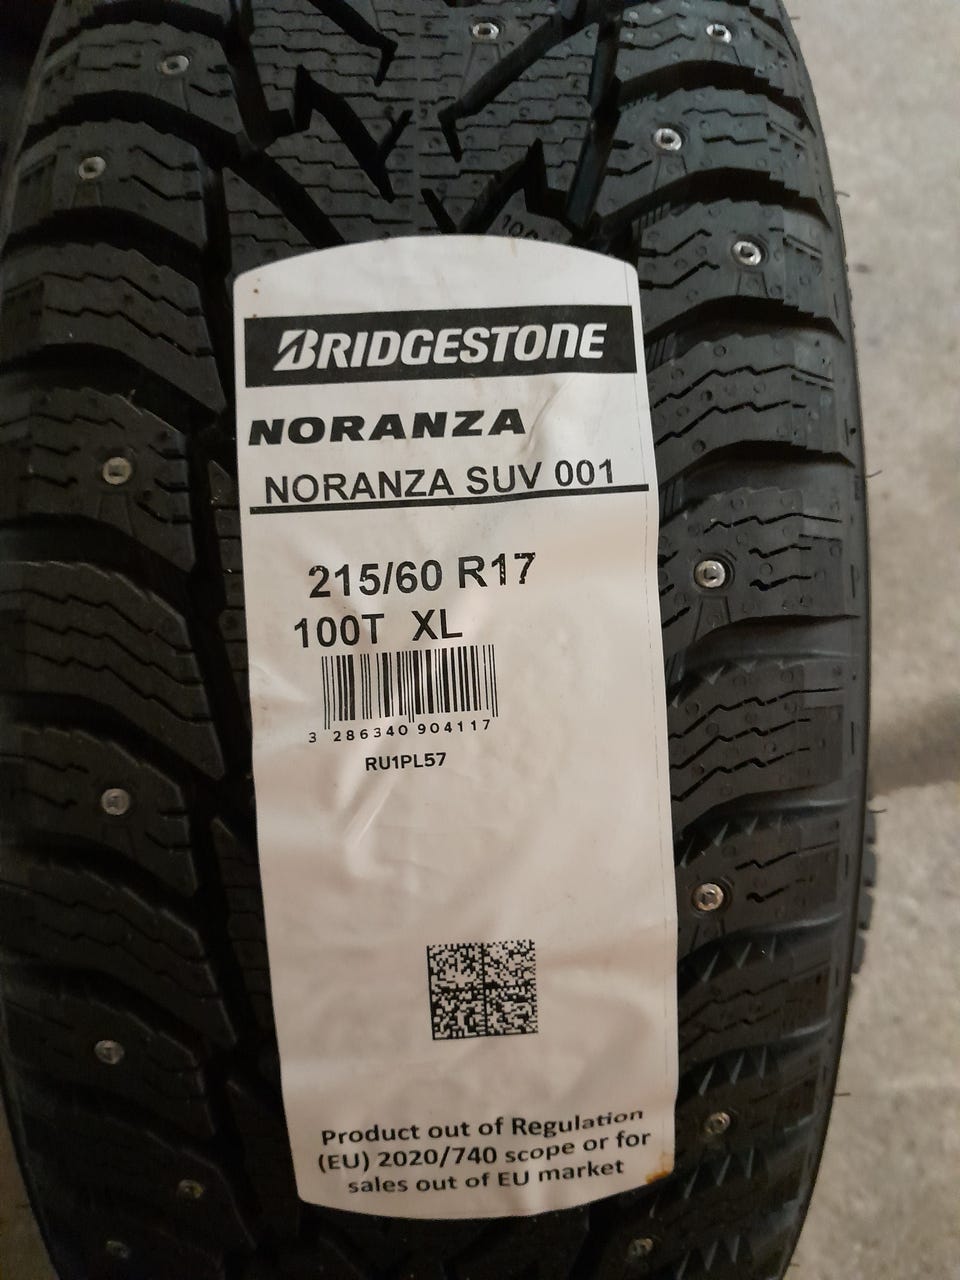 BRIDGESTONE
NORANZA
NORANZA SUV 001
215/60 R17
100T XL
3 286340 904117
RU1PL57
Product out of Regulation
(EU) 2020/740 scope or for
sales out of EU market